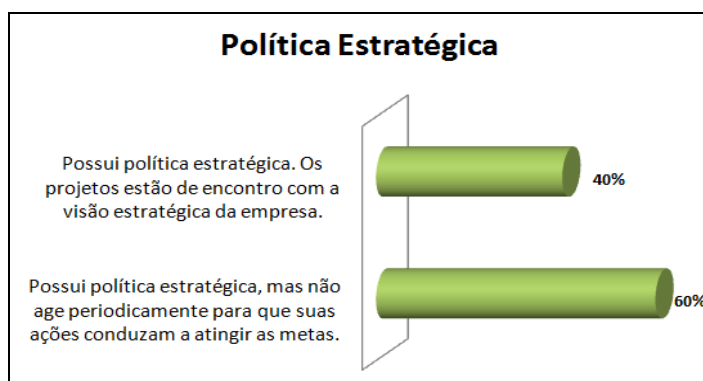 Política Estratégica
Possui política estratégica. Os
projetos estão de encontro com a
visão estratégica da empresa.
40%
Possui política estratégica, mas não
age periodicamente para que suas
ações conduzam a atingir as metas.
60%